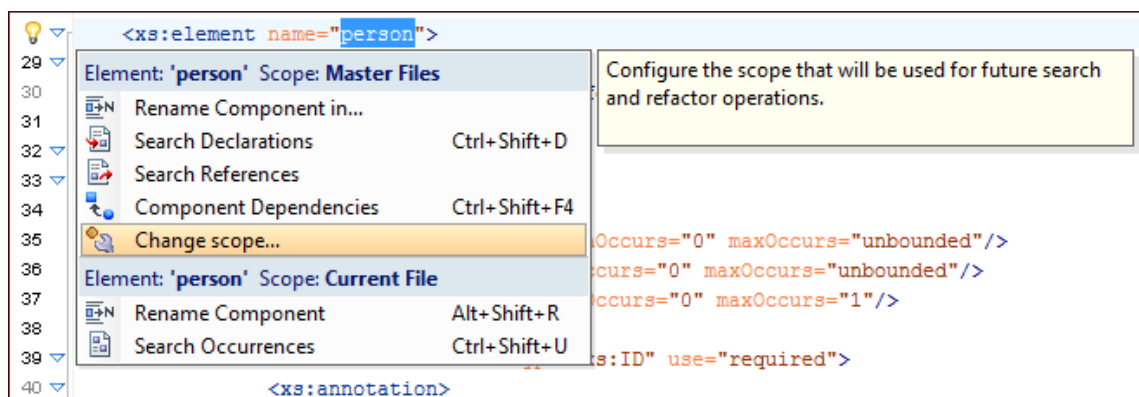 <xs:element name="person">
29
Element: 'person' Scope: Master Files
Configure the scope that will be used for future search
and refactor operations.
30
Rename Component in...
31
Search Declarations Ctrl+Shift+D
32
Search References
33
Component Dependencies Ctrl+Shift+F4
34
Change scope...
35 Occurs="0" maxOccurs="unbounded"/>
36 curs="0" maxOccurs="unbounded"/>
Element: 'person' Scope: Current File
37 ccurs="0" maxOccurs="1"/>
Rename Component Alt+Shift+R
38
Search Occurrences Ctrl+Shift+U
39 s:ID" use="required">
40 <xs:annotation>